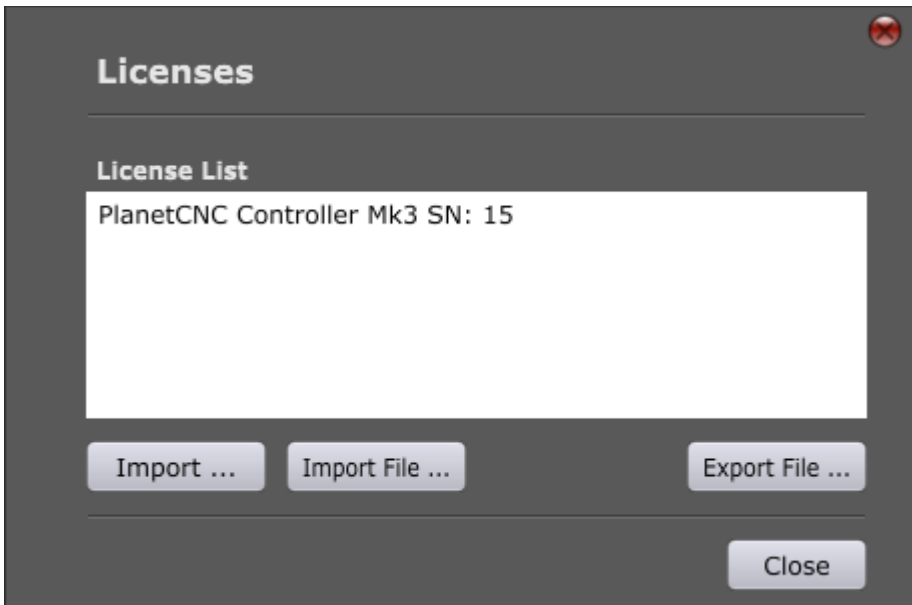 Licenses
License List
PlanetCNC Controller Mk3 SN: 15
Import ...
Import File ...
Export File ...
Close